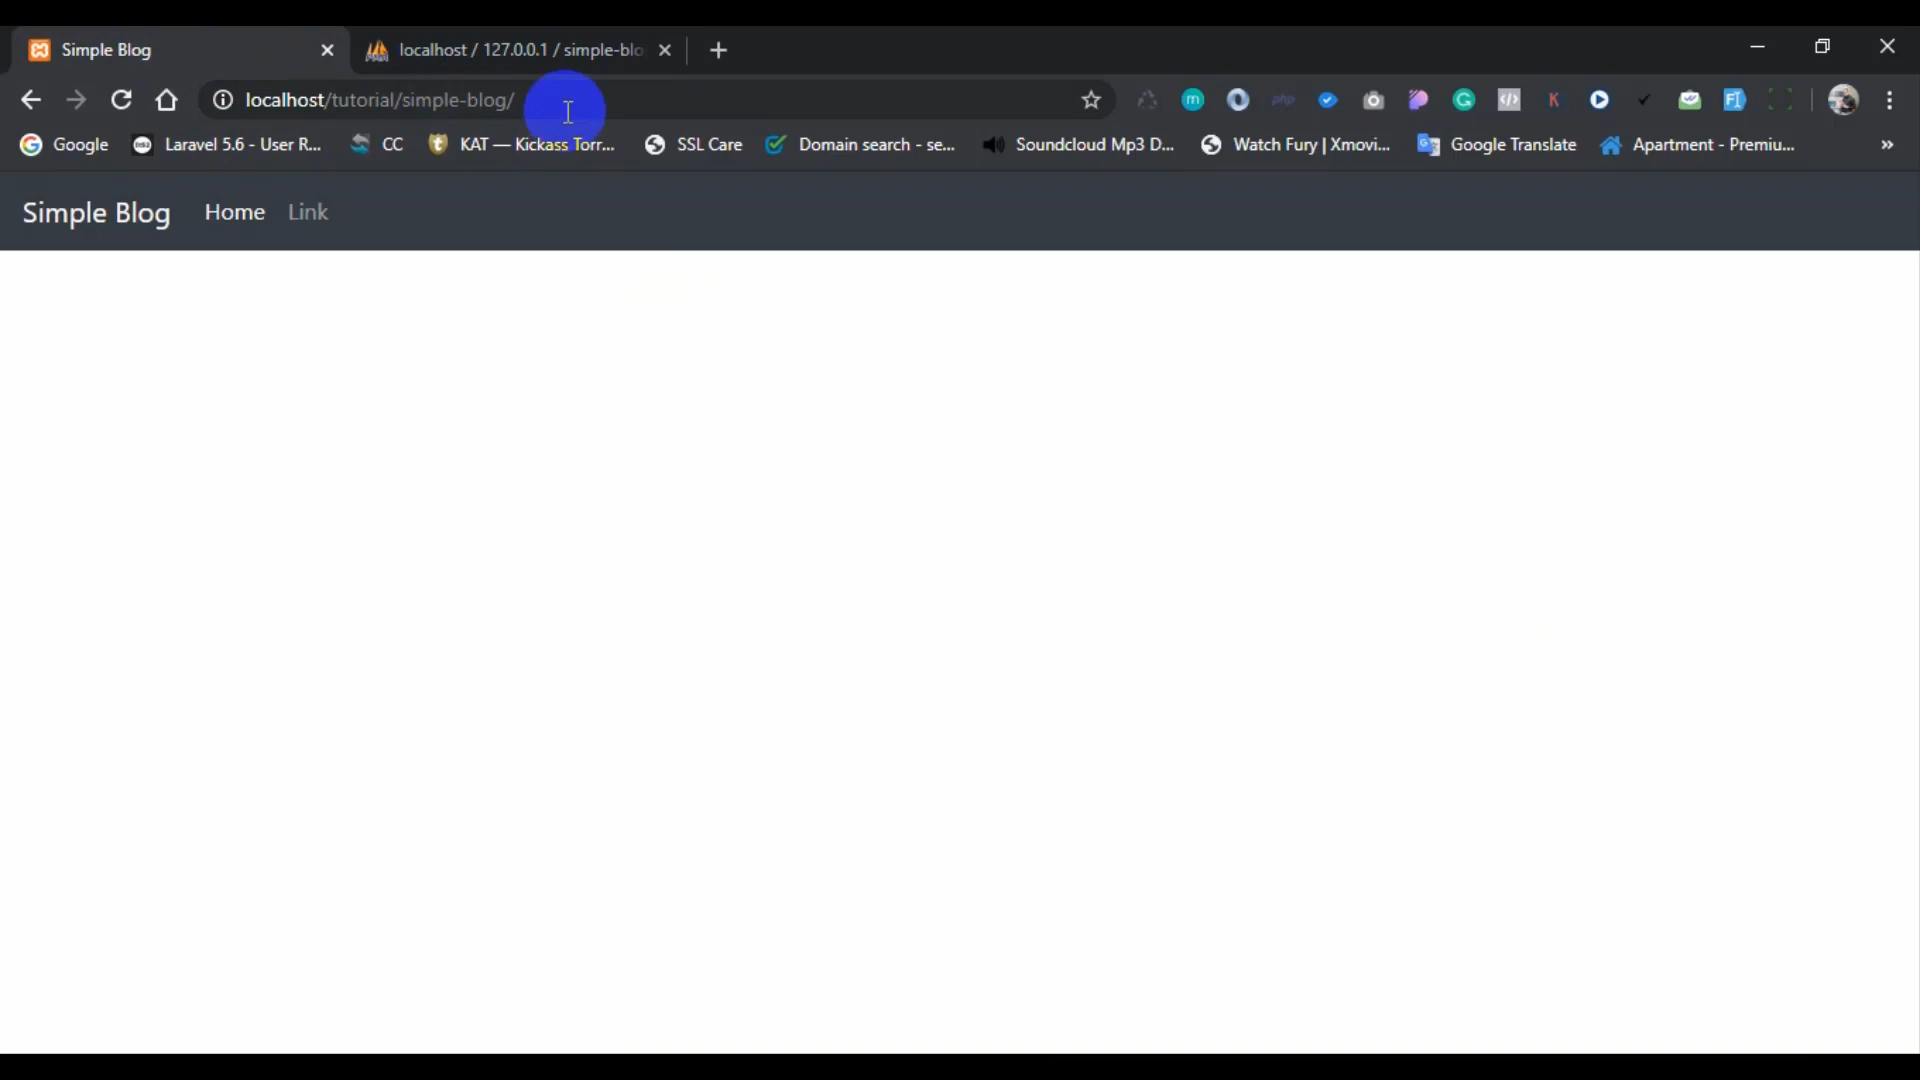 Simple Blog
localhost / 127.0.0.1 / simple-blo
localhost/tutorial/simple-blog/
m php G </> K FI
Google
Laravel 5.6 - User R...
CC
KAT — Kickass Torr...
SSL Care
Domain search - se...
Soundcloud Mp3 D...
Watch Fury | Xmovi...
Google Translate
Apartment - Premiu...
»
Simple Blog Home Link